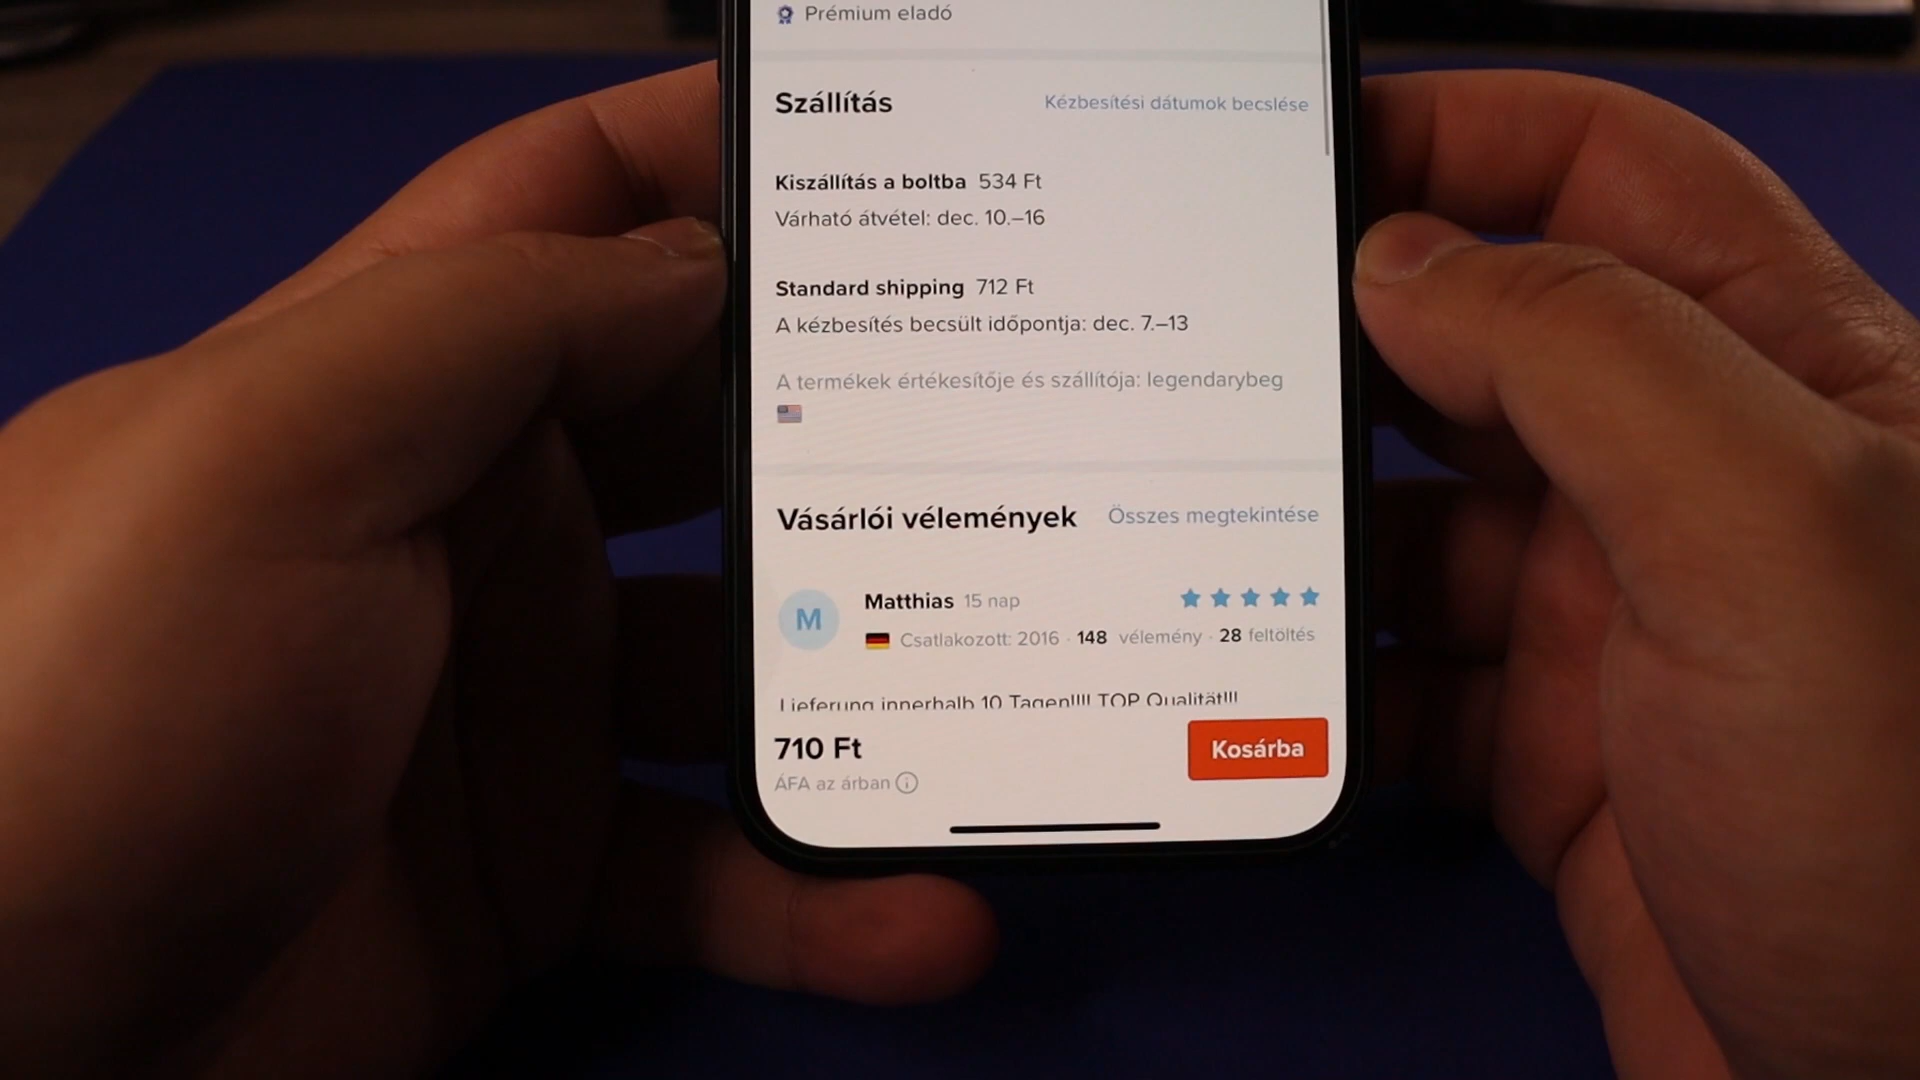 Prémium eladó
Szállítás
Kézbesítési dátumok becslése
Kiszállítás a boltba 534 Ft
Várható átvétel: dec. 10.–16
Standard shipping 712 Ft
A kézbesítés becsült időpontja: dec. 7.–13
A termékek értékesítője és szállítója: legendarybeg
Vásárlói vélemények
Összes megtekintése
M
Matthias 15 nap
Csatlakozott: 2016 · 148 vélemény · 28 feltöltés
Lieferung innerhalb 10 Tagen!!!! TOP Qualität!!!
710 Ft
Kosárba
ÁFA az árban